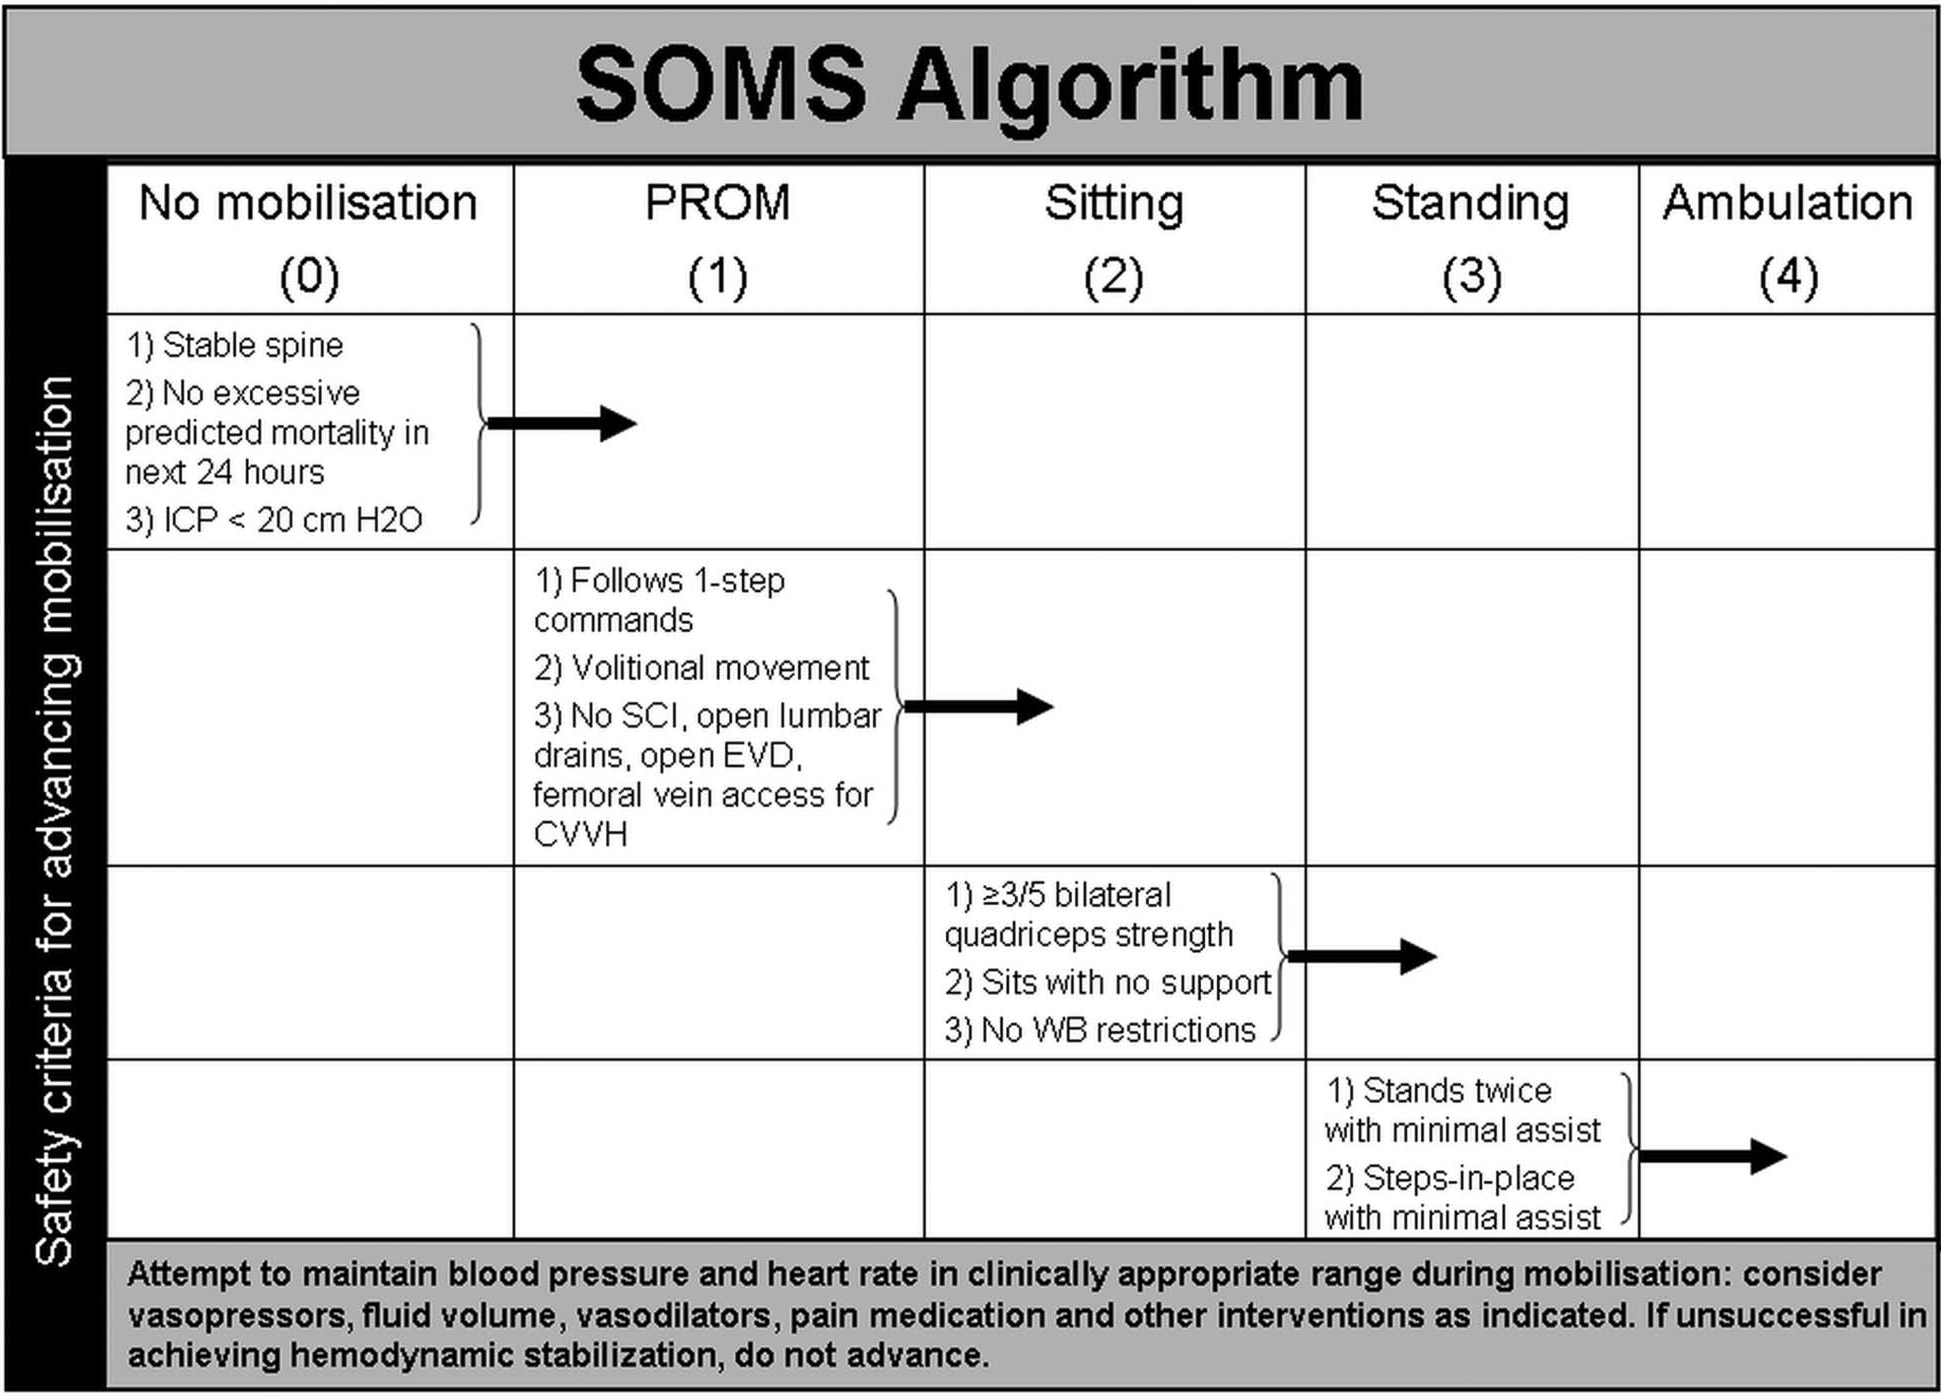 SOMS Algorithm
Safety criteria for advancing mobilisation
No mobilisation
(0)
PROM
(1)
Sitting
(2)
Standing
(3)
Ambulation
(4)
1) Stable spine
2) No excessive
predicted mortality in
next 24 hours
3) ICP < 20 cm H2O
1) Follows 1-step
commands
2) Volitional movement
3) No SCI, open lumbar
drains, open EVD,
femoral vein access for
CVVH
1) ≥3/5 bilateral
quadriceps strength
2) Sits with no support
3) No WB restrictions
1) Stands twice
with minimal assist
2) Steps-in-place
with minimal assist
Attempt to maintain blood pressure and heart rate in clinically appropriate range during mobilisation: consider
vasopressors, fluid volume, vasodilators, pain medication and other interventions as indicated. If unsuccessful in
achieving hemodynamic stabilization, do not advance.